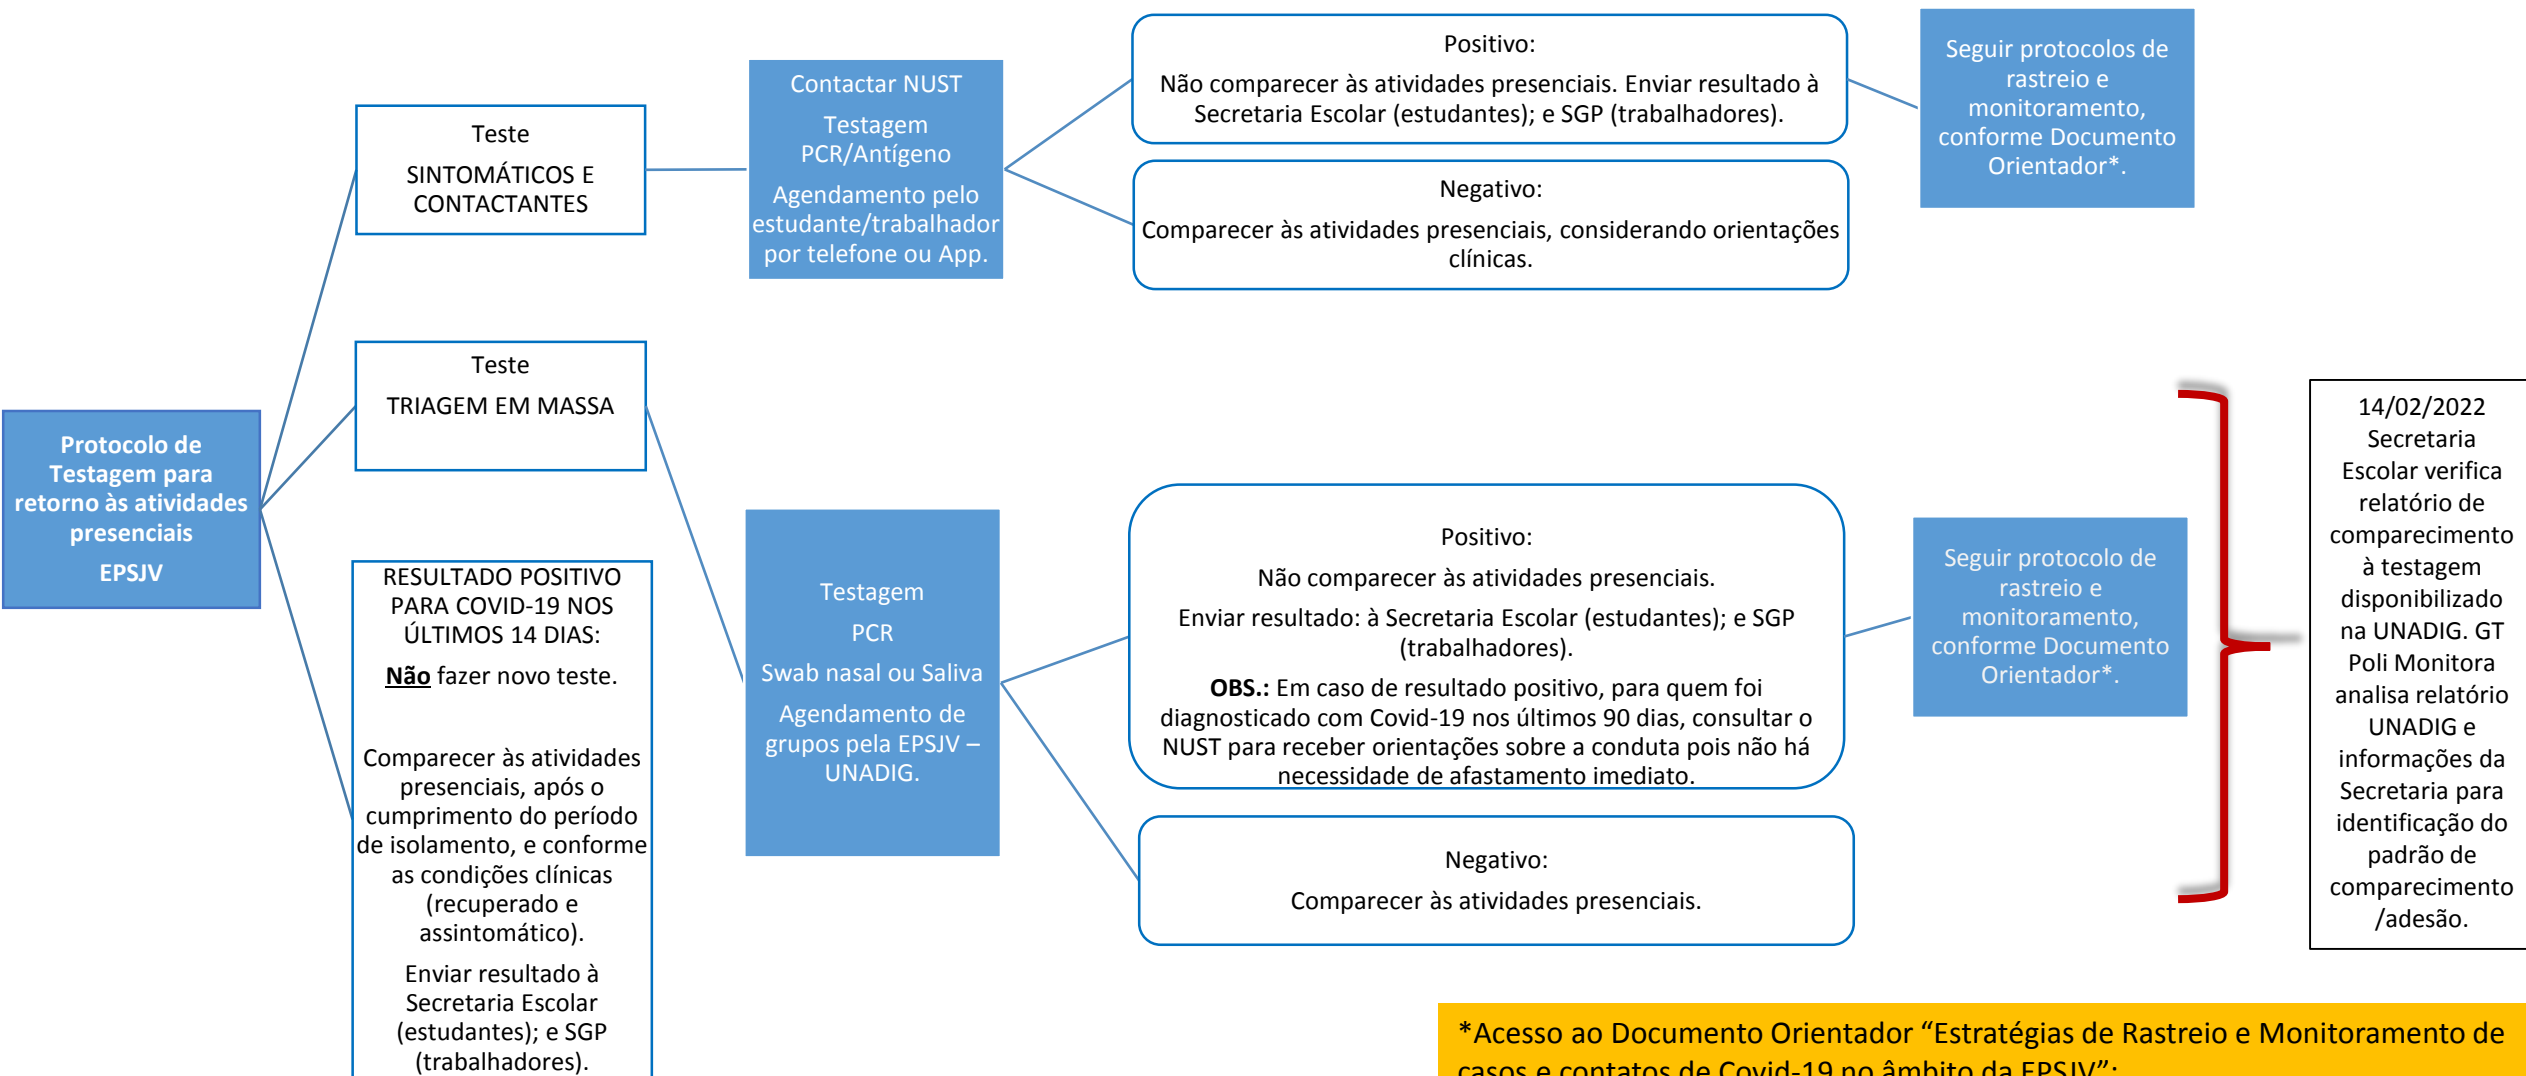 Protocolo de
Testagem para
retorno às atividades
presenciais
EPSJV
Teste
SINTOMÁTICOS E
CONTACTANTES
Contactar NUST
Testagem
PCR/Antígeno
Agendamento pelo
estudante/trabalhador
por telefone ou App.
Positivo:
Não comparecer às atividades presenciais. Enviar resultado à
Secretaria Escolar (estudantes); e SGP (trabalhadores).
Seguir protocolos de
rastreio e
monitoramento,
conforme Documento
Orientador*.
Negativo:
Comparecer às atividades presenciais, considerando orientações
clínicas.
Teste
TRIAGEM EM MASSA
Testagem
PCR
Swab nasal ou Saliva
Agendamento de
grupos pela EPSJV –
UNADIG.
Positivo:
Não comparecer às atividades presenciais.
Enviar resultado: à Secretaria Escolar (estudantes); e SGP
(trabalhadores).
OBS.: Em caso de resultado positivo, para quem foi
diagnosticado com Covid-19 nos últimos 90 dias, consultar o
NUST para receber orientações sobre a conduta pois não há
necessidade de afastamento imediato.
Seguir protocolo de
rastreio e
monitoramento,
conforme Documento
Orientador*.
Negativo:
Comparecer às atividades presenciais.
14/02/2022
Secretaria
Escolar verifica
relatório de
comparecimento
à testagem
disponibilizado
na UNADIG. GT
Poli Monitora
analisa relatório
UNADIG e
informações da
Secretaria para
identificação do
padrão de
comparecimento
/adesão.
RESULTADO POSITIVO
PARA COVID-19 NOS
ÚLTIMOS 14 DIAS:
Não fazer novo teste.
Comparecer às atividades
presenciais, após o
cumprimento do período
de isolamento, e conforme
as condições clínicas
(recuperado e
assintomático).
Enviar resultado à
Secretaria Escolar
(estudantes); e SGP
(trabalhadores).
*Acesso ao Documento Orientador “Estratégias de Rastreio e Monitoramento de
casos e contatos de Covid-19 no âmbito da EPSJV”: